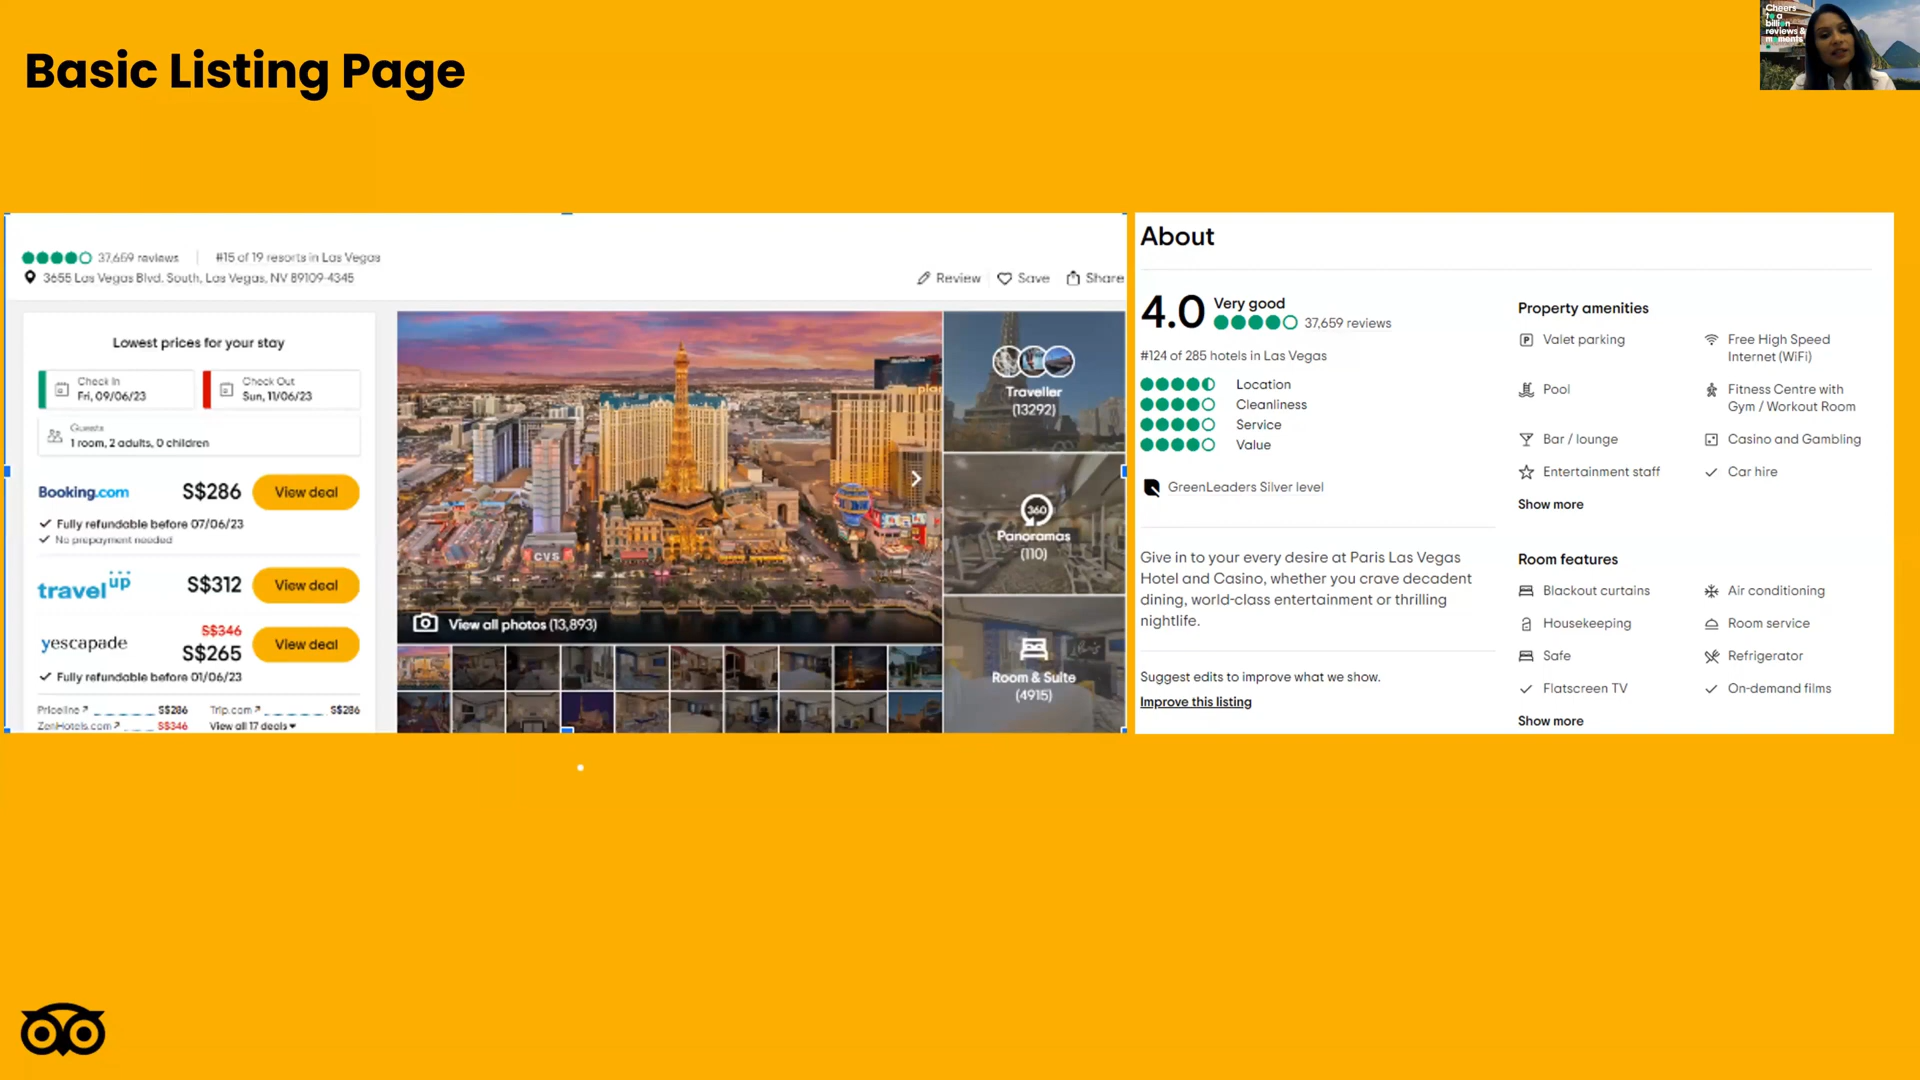 Basic Listing Page
Cheers
to a
billion
reviews &
moments
37,659 reviews
#15 of 19 resorts in Las Vegas
3655 Las Vegas Blvd. South, Las Vegas, NV 89109-4345
Review
Save
Share
Lowest prices for your stay
Check In
Fri, 09/06/23
Check Out
Sun, 11/06/23
Guests
1 room, 2 adults, 0 children
Booking.com
S$286
View deal
Fully refundable before 07/06/23
No prepayment needed
travelup
S$312
View deal
yescapade
S$346
S$265
View deal
Fully refundable before 01/06/23
Priceline S$286
Trip.com S$286
ZenHotels.com S$346
View all 17 deals
CVS
View all photos (13,893)
Traveller
(13292)
360
Panoramas
(110)
Room & Suite
(4915)
About
4.0
Very good
37,659 reviews
#124 of 285 hotels in Las Vegas
Location
Cleanliness
Service
Value
GreenLeaders Silver level
Give in to your every desire at Paris Las Vegas
Hotel and Casino, whether you crave decadent
dining, world-class entertainment or thrilling
nightlife.
Suggest edits to improve what we show.
Improve this listing
Property amenities
Valet parking
Free High Speed
Internet (WiFi)
Pool
Fitness Centre with
Gym / Workout Room
Bar / lounge
Casino and Gambling
Entertainment staff
Car hire
Show more
Room features
Blackout curtains
Air conditioning
Housekeeping
Room service
Safe
Refrigerator
Flatscreen TV
On-demand films
Show more